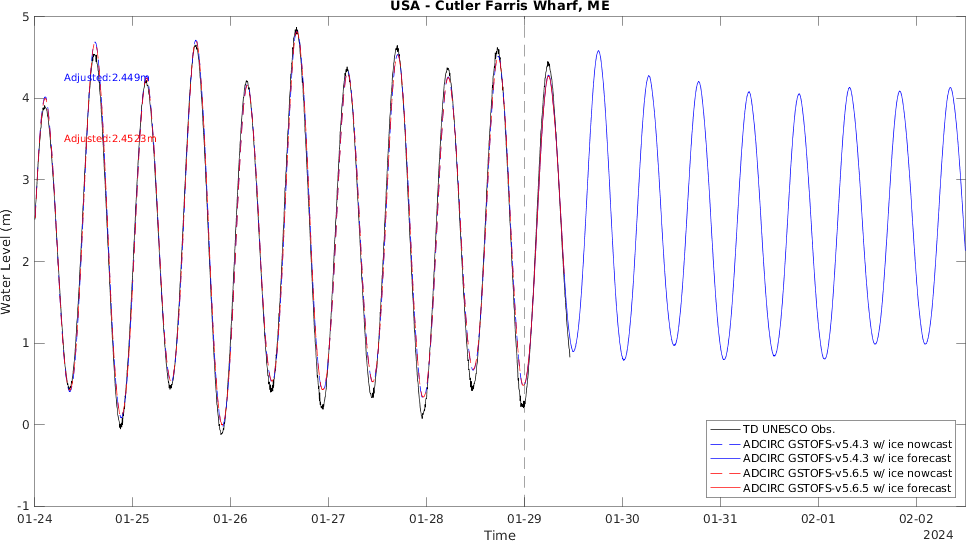 USA - Cutler Farris Wharf, ME
Water Level (m)
5
4
3
2
1
0
-1
Adjusted:2.449m
Adjusted:2.4523m
TD UNESCO Obs.
ADCIRC GSTOFS-v5.4.3 w/ ice nowcast
ADCIRC GSTOFS-v5.4.3 w/ ice forecast
ADCIRC GSTOFS-v5.6.5 w/ ice nowcast
ADCIRC GSTOFS-v5.6.5 w/ ice forecast
01-24 01-25 01-26 01-27 01-28 01-29 01-30 01-31 02-01 02-02
Time
2024